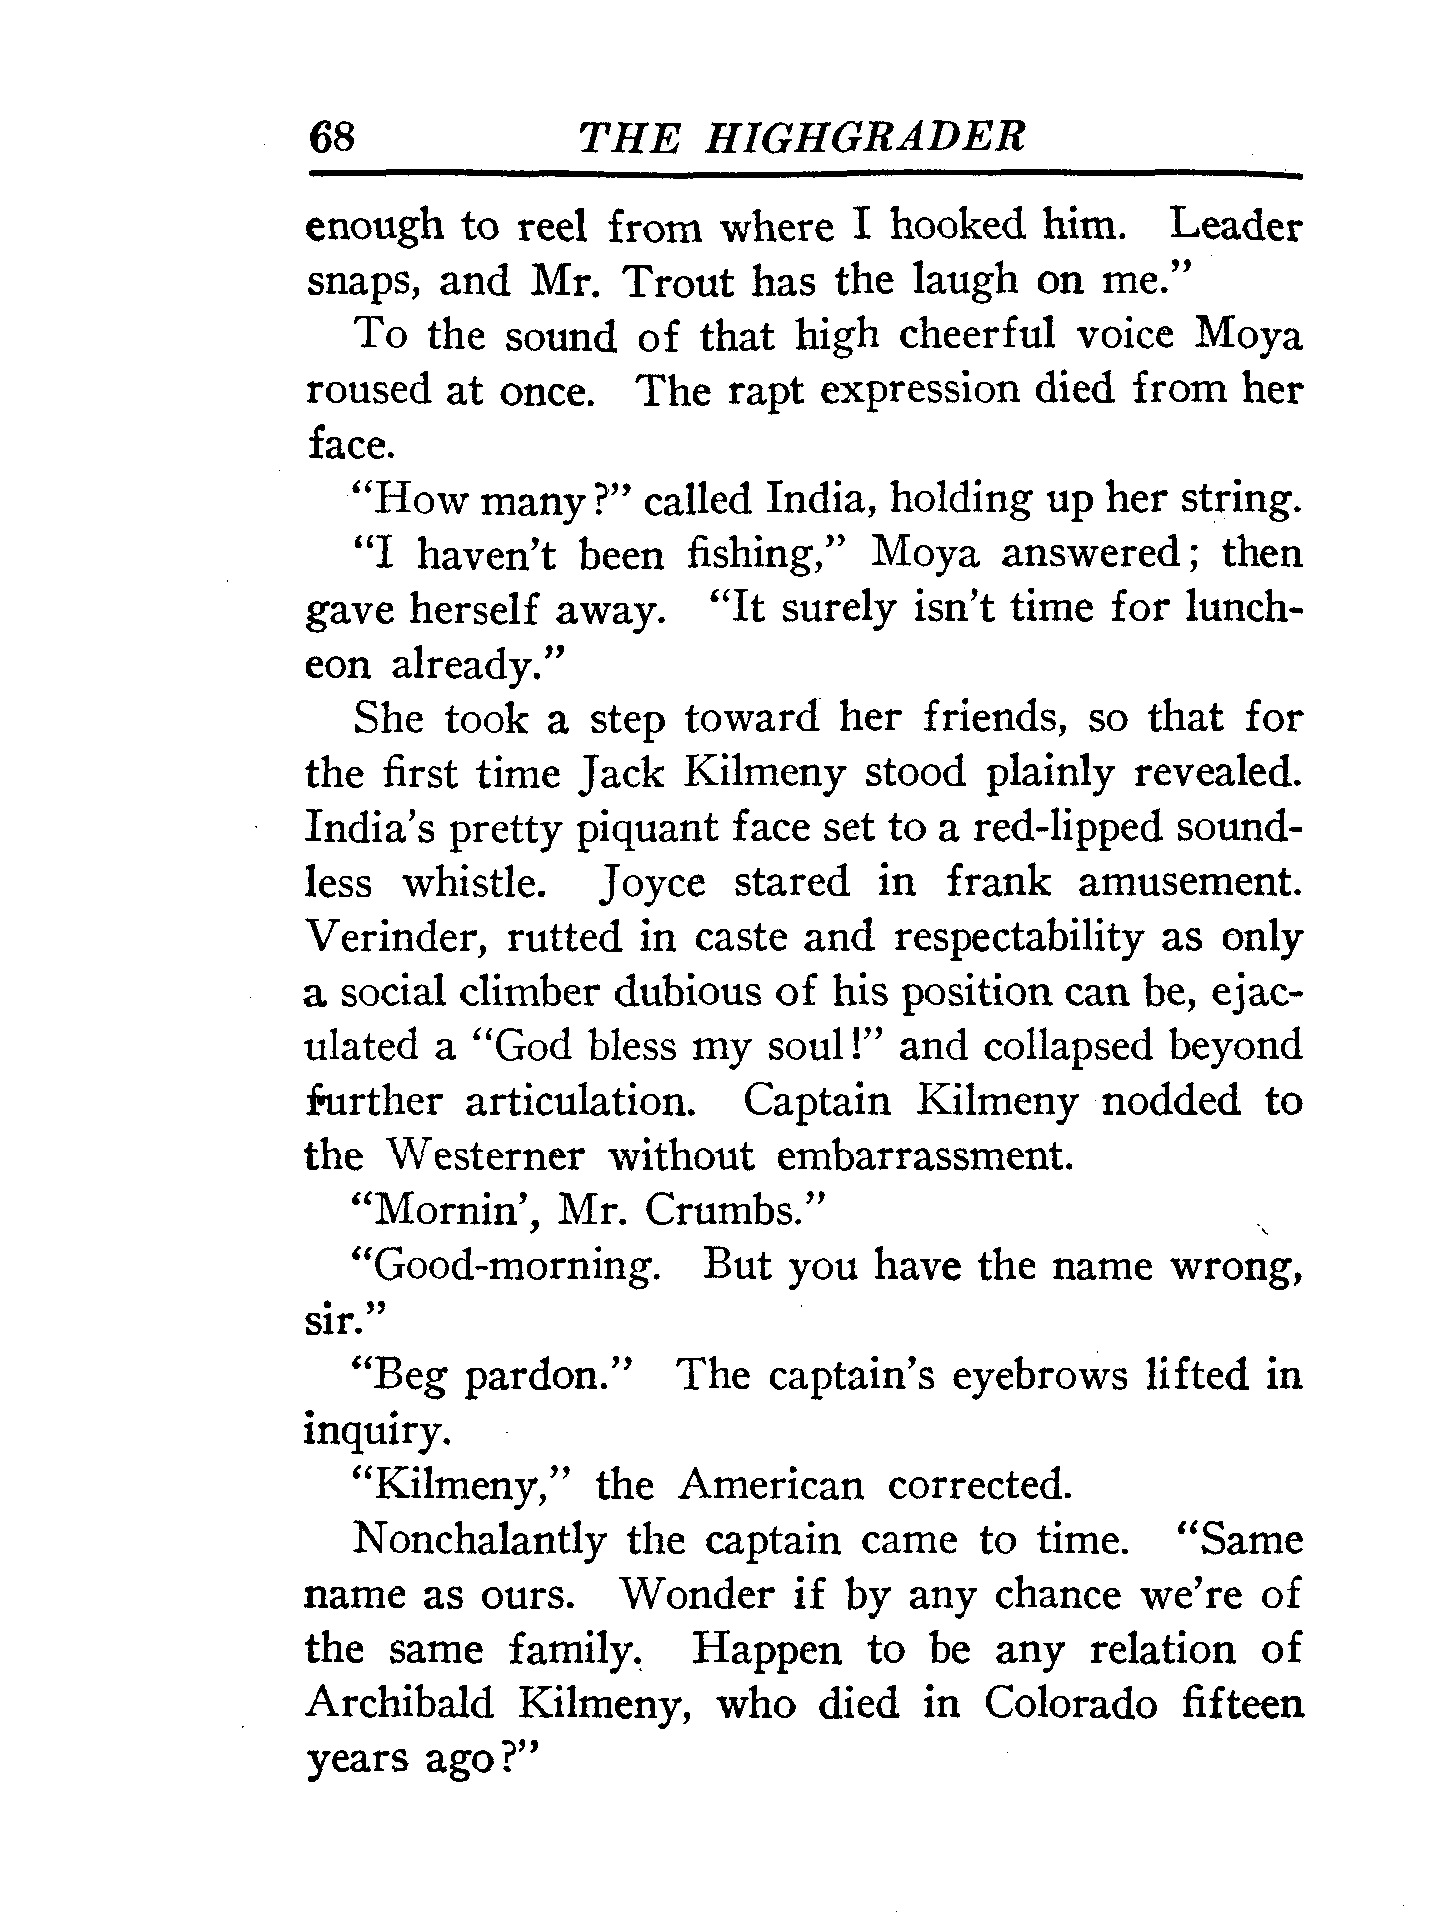 68 THE HIGHGRADER
enough to reel from where I hooked him. Leader
snaps, and Mr. Trout has the laugh on me."
To the sound of that high cheerful voice Moya
roused at once. The rapt expression died from her
face.
"How many?" called India, holding up her string.
"I haven't been fishing," Moya answered; then
gave herself away. "It surely isn't time for lunch-
eon already."
She took a step toward her friends, so that for
the first time Jack Kilmeny stood plainly revealed.
India's pretty piquant face set to a red-lipped sound-
less whistle. Joyce stared in frank amusement.
Verinder, rutted in caste and respectability as only
a social climber dubious of his position can be, ejac-
ulated a "God bless my soul!" and collapsed beyond
further articulation. Captain Kilmeny nodded to
the Westerner without embarrassment.
"Mornin', Mr. Crumbs."
"Good-morning. But you have the name wrong,
sir."
"Beg pardon." The captain's eyebrows lifted in
inquiry.
"Kilmeny," the American corrected.
Nonchalantly the captain came to time. "Same
name as ours. Wonder if by any chance we're of
the same family. Happen to be any relation of
Archibald Kilmeny, who died in Colorado fifteen
years ago?"